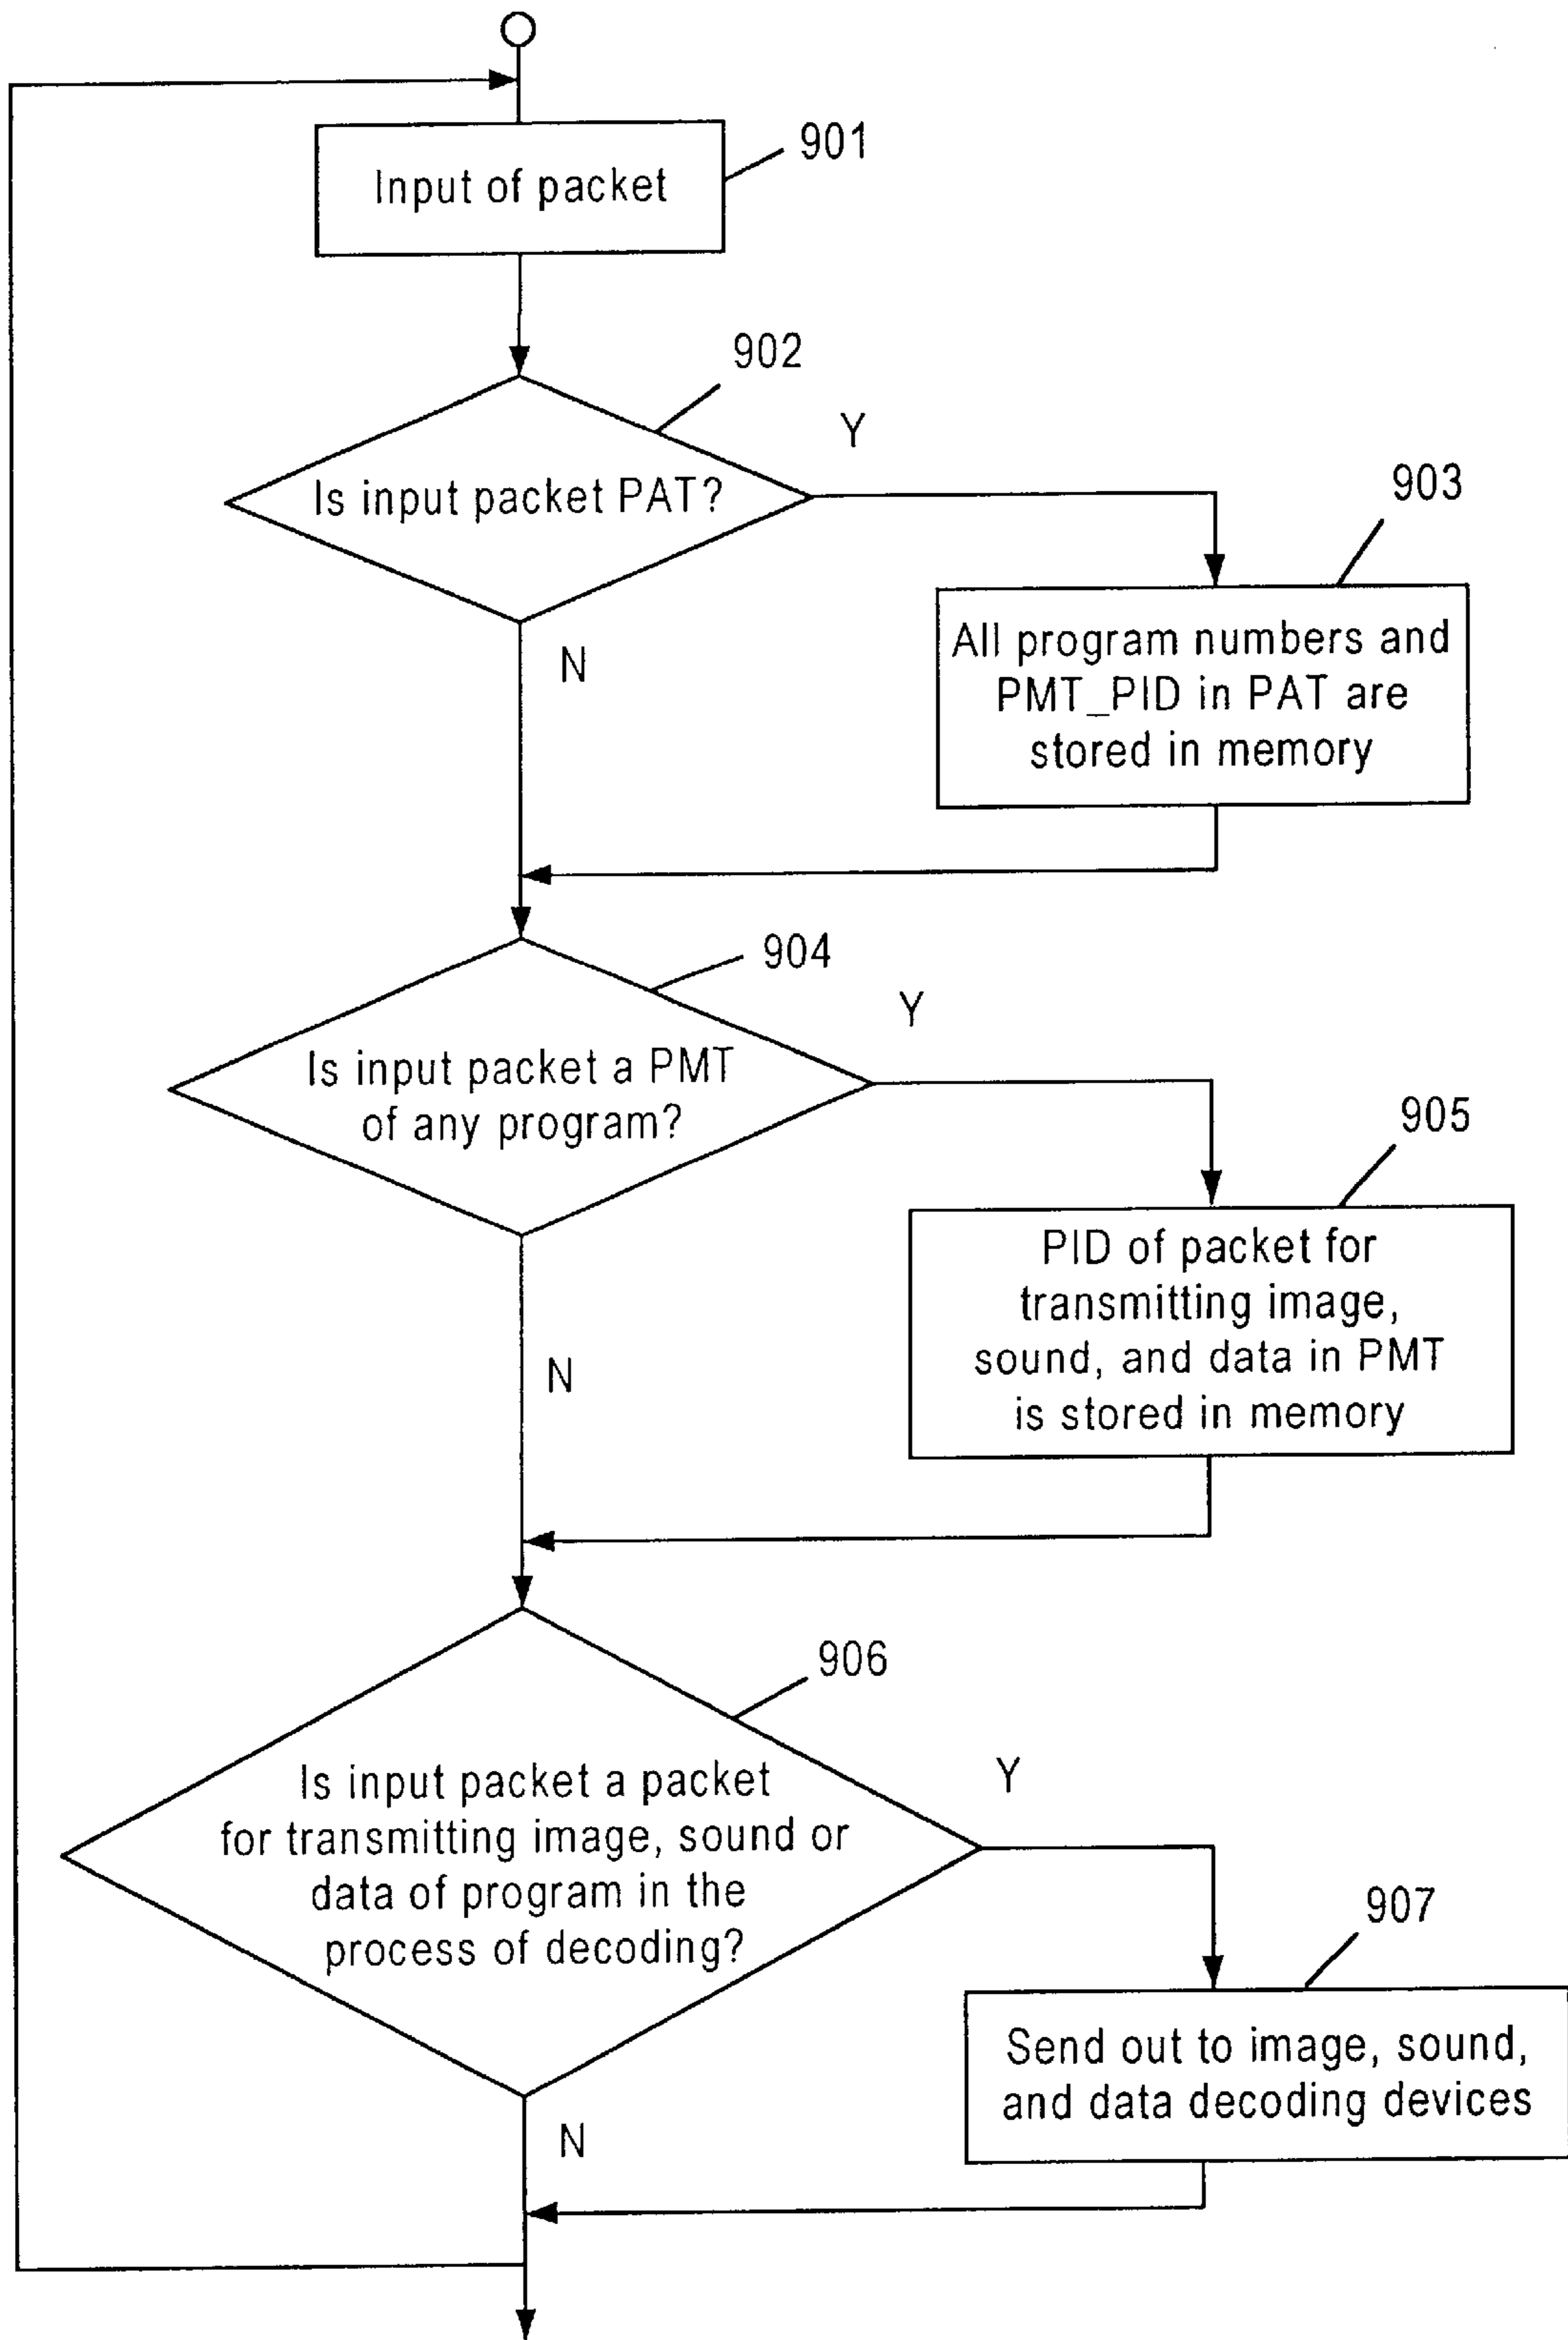 901
Input of packet
902
Y
Is input packet PAT?
903
N
All program numbers and
PMT_PID in PAT are
stored in memory
904
Y
Is input packet a PMT
of any program?
905
N
PID of packet for
transmitting image,
sound, and data in PMT
is stored in memory
906
Y
Is input packet a packet
for transmitting image, sound or
data of program in the
process of decoding?
907
N
Send out to image, sound,
and data decoding devices